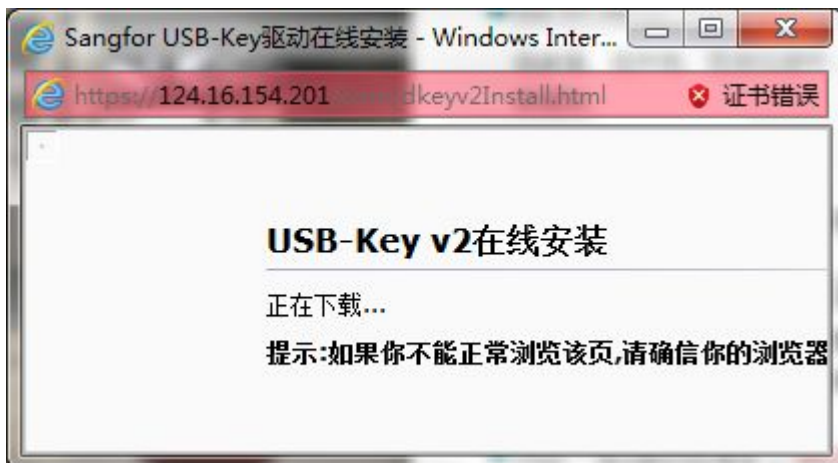 Sangfor USB-Key驱动在线安装 - Windows Inter...
https://124.16.154.201 dkeyv2Install.html 证书错误
USB-Key v2在线安装
正在下载...
提示:如果你不能正常浏览该页,请确信你的浏览器